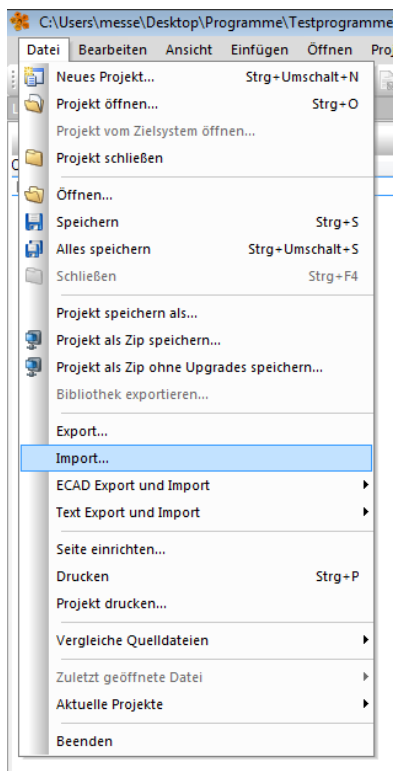 C:\Users\messe\Desktop\Programme\Testprogramme
Datei Bearbeiten Ansicht Einfügen Öffnen Proj
Neues Projekt... Strg+Umschalt+N
Projekt öffnen... Strg+O
Projekt vom Zielsystem öffnen...
Projekt schließen
Öffnen...
Speichern Strg+S
Alles speichern Strg+Umschalt+S
Schließen Strg+F4
Projekt speichern als...
Projekt als Zip speichern...
Projekt als Zip ohne Upgrades speichern...
Bibliothek exportieren...
Export...
Import...
ECAD Export und Import
Text Export und Import
Seite einrichten...
Drucken Strg+P
Projekt drucken...
Vergleiche Quelldateien
Zuletzt geöffnete Datei
Aktuelle Projekte
Beenden